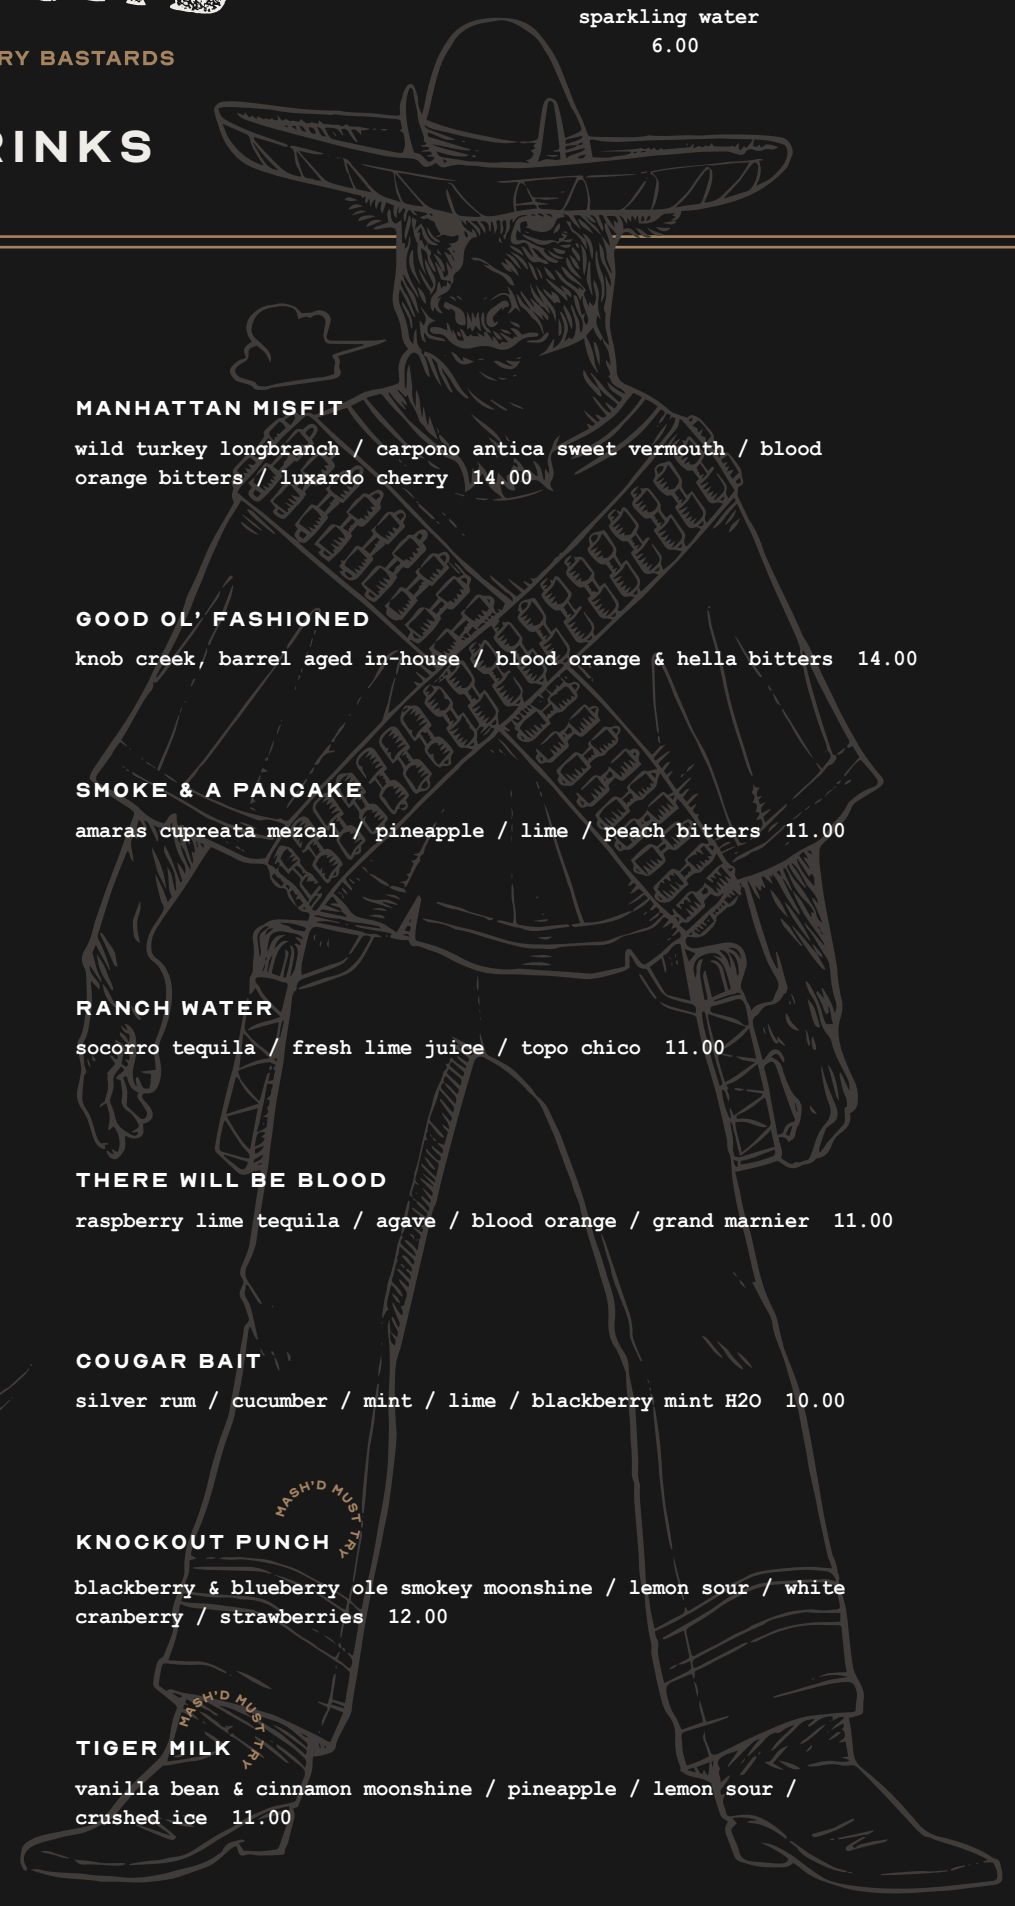 sparkling water
6.00
RY BASTARDS
RINKS
MANHATTAN MISFIT
wild turkey longbranch / carpono antica sweet vermouth / blood
orange bitters / luxardo cherry 14.00
GOOD OL’ FASHIONED
knob creek, barrel aged in-house / blood orange & hella bitters 14.00
SMOKE & A PANCAKE
amaras cupreata mezcal / pineapple / lime / peach bitters 11.00
RANCH WATER
socorro tequila / fresh lime juice / topo chico 11.00
THERE WILL BE BLOOD
raspberry lime tequila / agave / blood orange / grand marnier 11.00
COUGAR BAIT
silver rum / cucumber / mint / lime / blackberry mint H2O 10.00
MASH’D MUST TRY
KNOCKOUT PUNCH
blackberry & blueberry ole smokey moonshine / lemon sour / white
cranberry / strawberries 12.00
MASH’D MUST TRY
TIGER MILK
vanilla bean & cinnamon moonshine / pineapple / lemon sour /
crushed ice 11.00